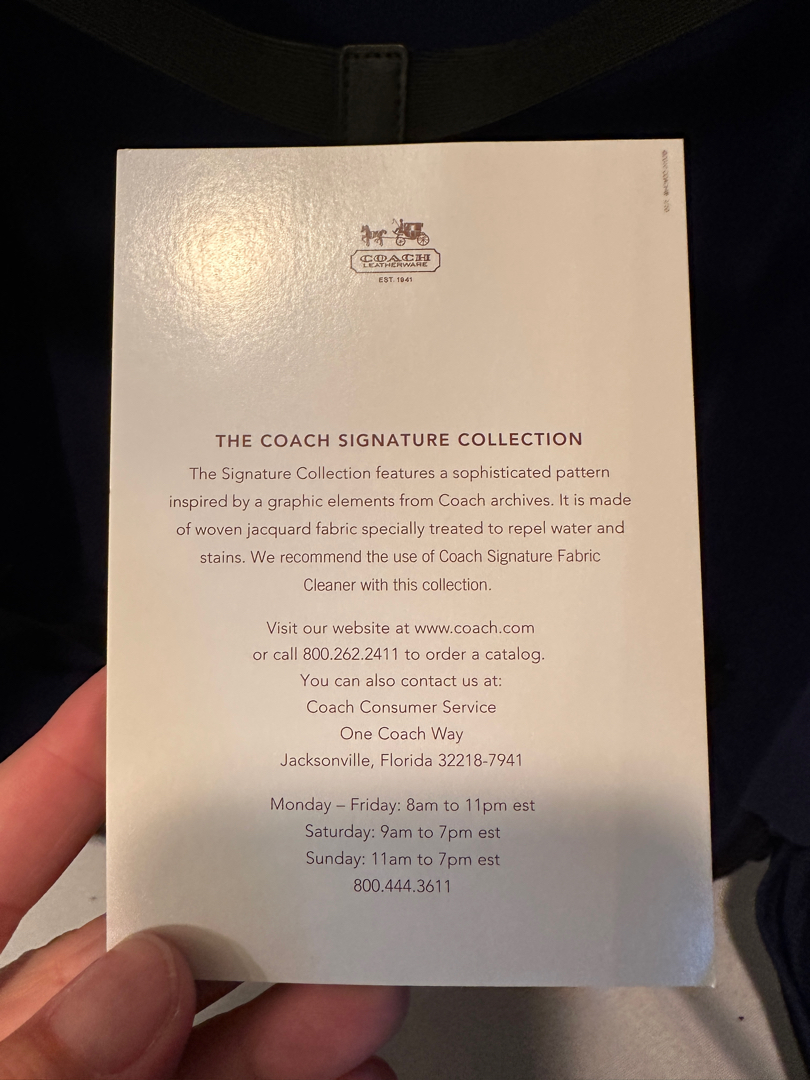 COACH
LEATHERWARE
EST. 1941
THE COACH SIGNATURE COLLECTION
The Signature Collection features a sophisticated pattern
inspired by a graphic elements from Coach archives. It is made
of woven jacquard fabric specially treated to repel water and
stains. We recommend the use of Coach Signature Fabric
Cleaner with this collection.
Visit our website at www.coach.com
or call 800.262.2411 to order a catalog.
You can also contact us at:
Coach Consumer Service
One Coach Way
Jacksonville, Florida 32218-7941
Monday – Friday: 8am to 11pm est
Saturday: 9am to 7pm est
Sunday: 11am to 7pm est
800.444.3611